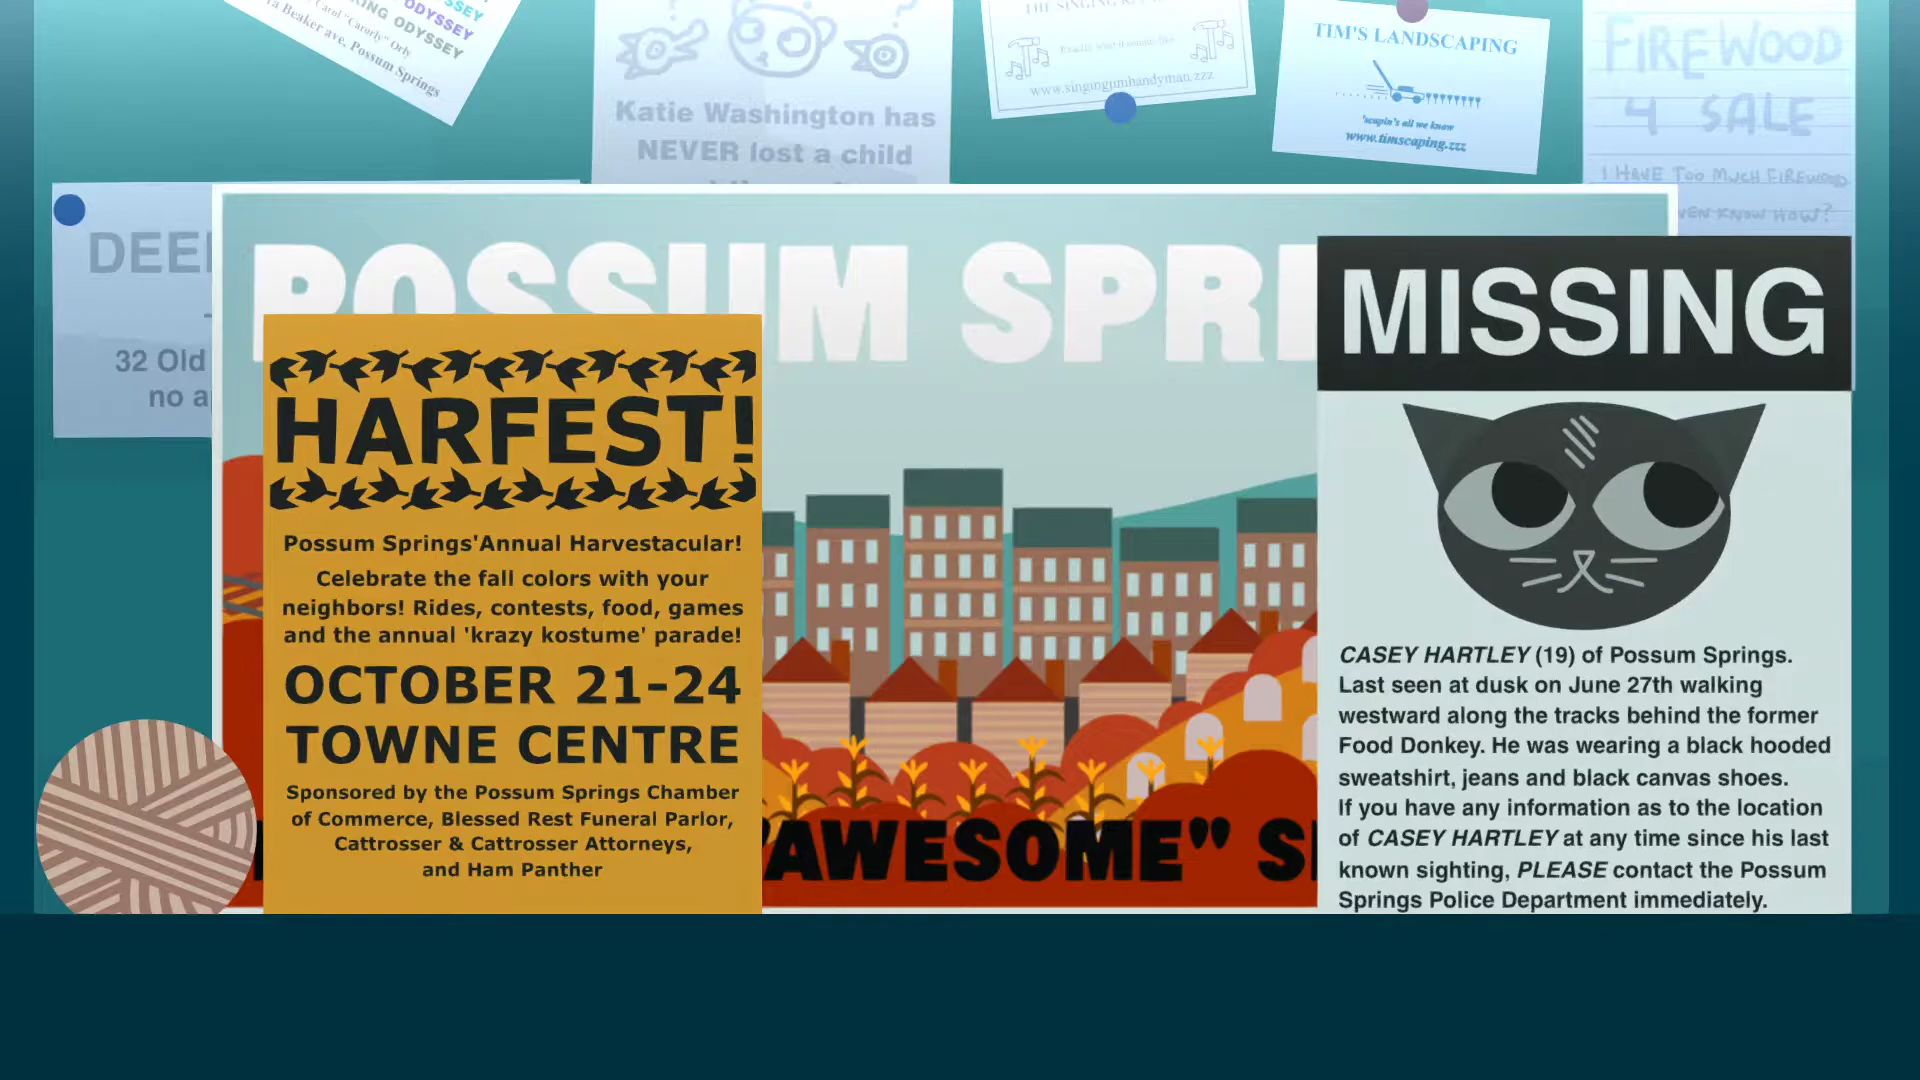 KING ODYSSEY
Carol "Carorly" Orly
Beaker ave, Possum Springs
Katie Washington has
NEVER lost a child
THE SINGING
www.singingimhandyman.zzz
TIM'S LANDSCAPING
'scapin's all we know
www.timscaping.zzz
FIREWOOD
4 SALE
I HAVE TOO MUCH FIREWOOD
KNOW HOW?
32 Old
POSSUM SPRI
HARFEST!
Possum Springs'Annual Harvestacular!
Celebrate the fall colors with your
neighbors! Rides, contests, food, games
and the annual 'krazy kostume' parade!
OCTOBER 21-24
TOWNE CENTRE
Sponsored by the Possum Springs Chamber
of Commerce, Blessed Rest Funeral Parlor,
Cattrosser & Cattrosser Attorneys,
and Ham Panther
"AWESOME"
MISSING
CASEY HARTLEY (19) of Possum Springs.
Last seen at dusk on June 27th walking
westward along the tracks behind the former
Food Donkey. He was wearing a black hooded
sweatshirt, jeans and black canvas shoes.
If you have any information as to the location
of CASEY HARTLEY at any time since his last
known sighting, PLEASE contact the Possum
Springs Police Department immediately.